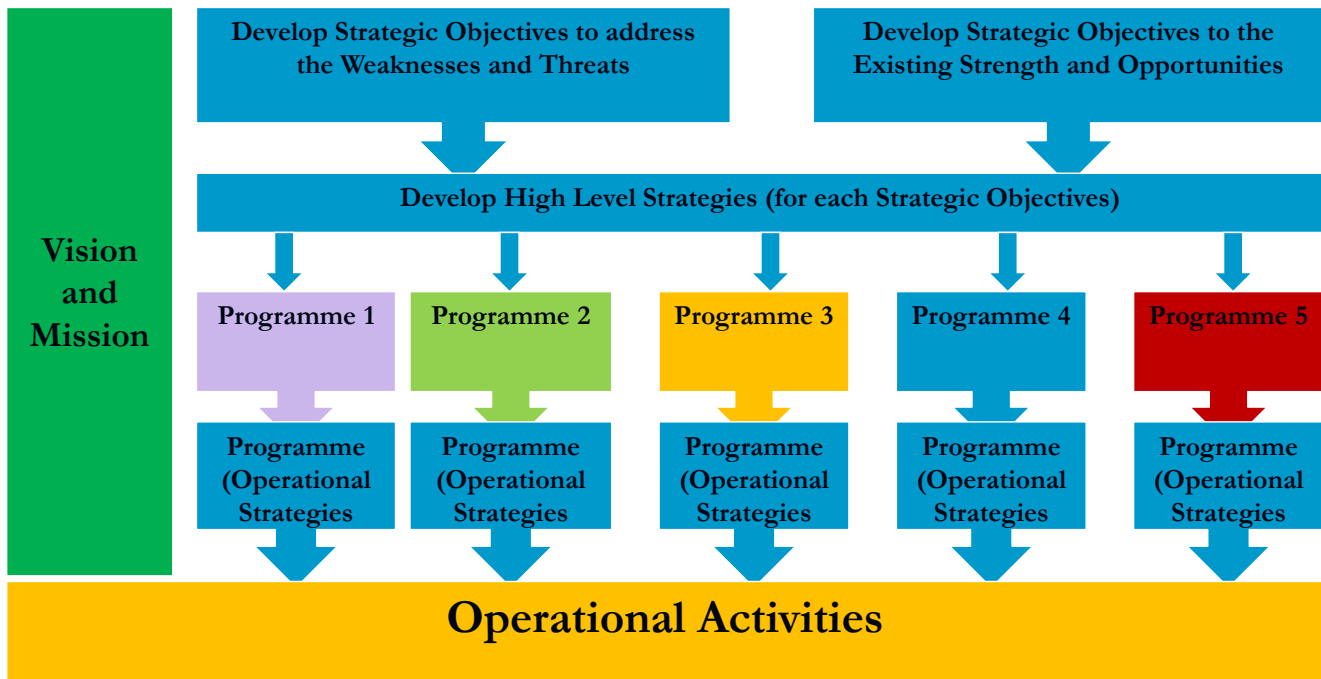 Develop Strategic Objectives to address
the Weaknesses and Threats
Develop Strategic Objectives to the
Existing Strength and Opportunities
Develop High Level Strategies (for each Strategic Objectives)
Vision
and
Mission
Programme 1
Programme 2
Programme 3
Programme 4
Programme 5
Programme
(Operational
Strategies
Programme
(Operational
Strategies
Programme
(Operational
Strategies
Programme
(Operational
Strategies
Programme
(Operational
Strategies
Operational Activities